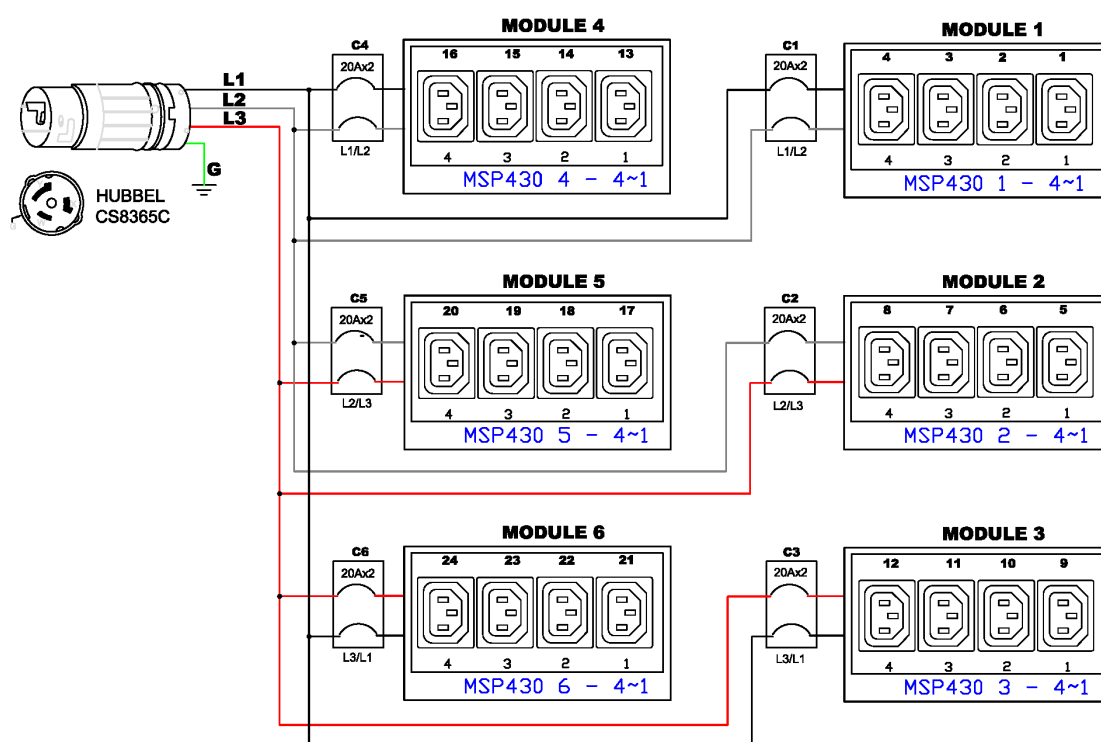 MODULE 4
C4
20Ax2
L1/L2
16 15 14 13
4 3 2 1
MSP430 4 - 4~1
MODULE 1
C1
20Ax2
L1/L2
4 3 2 1
4 3 2 1
MSP430 1 - 4~1
L1
L2
L3
G
HUBBEL
CS8365C
MODULE 5
C5
20Ax2
L2/L3
20 19 18 17
4 3 2 1
MSP430 5 - 4~1
MODULE 2
C2
20Ax2
L2/L3
8 7 6 5
4 3 2 1
MSP430 2 - 4~1
MODULE 6
C6
20Ax2
L3/L1
24 23 22 21
4 3 2 1
MSP430 6 - 4~1
MODULE 3
C3
20Ax2
L3/L1
12 11 10 9
4 3 2 1
MSP430 3 - 4~1